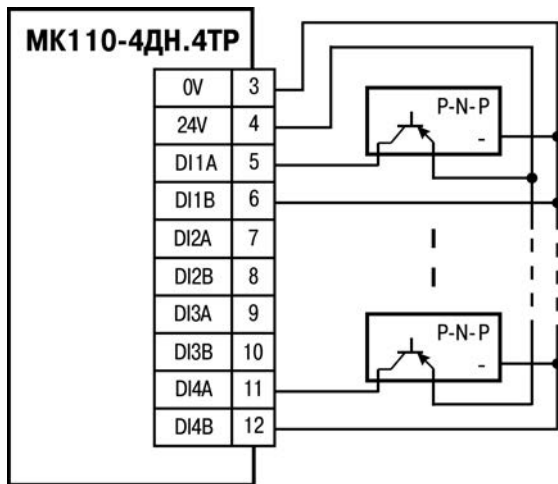 МК110-4ДН.4ТР
0V 3
24V 4
DI1A 5
DI1B 6
DI2A 7
DI2B 8
DI3A 9
DI3B 10
DI4A 11
DI4B 12
P-N-P
-
P-N-P
-